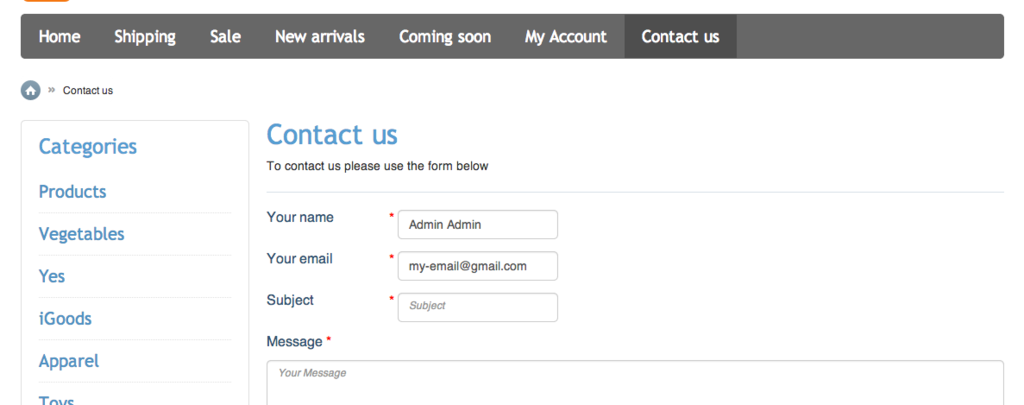 Home Shipping Sale New arrivals Coming soon My Account Contact us
» Contact us
Categories
Products
Vegetables
Yes
iGoods
Apparel
Toys
Contact us
To contact us please use the form below
Your name * Admin Admin
Your email * my-email@gmail.com
Subject * Subject
Message *
Your Message